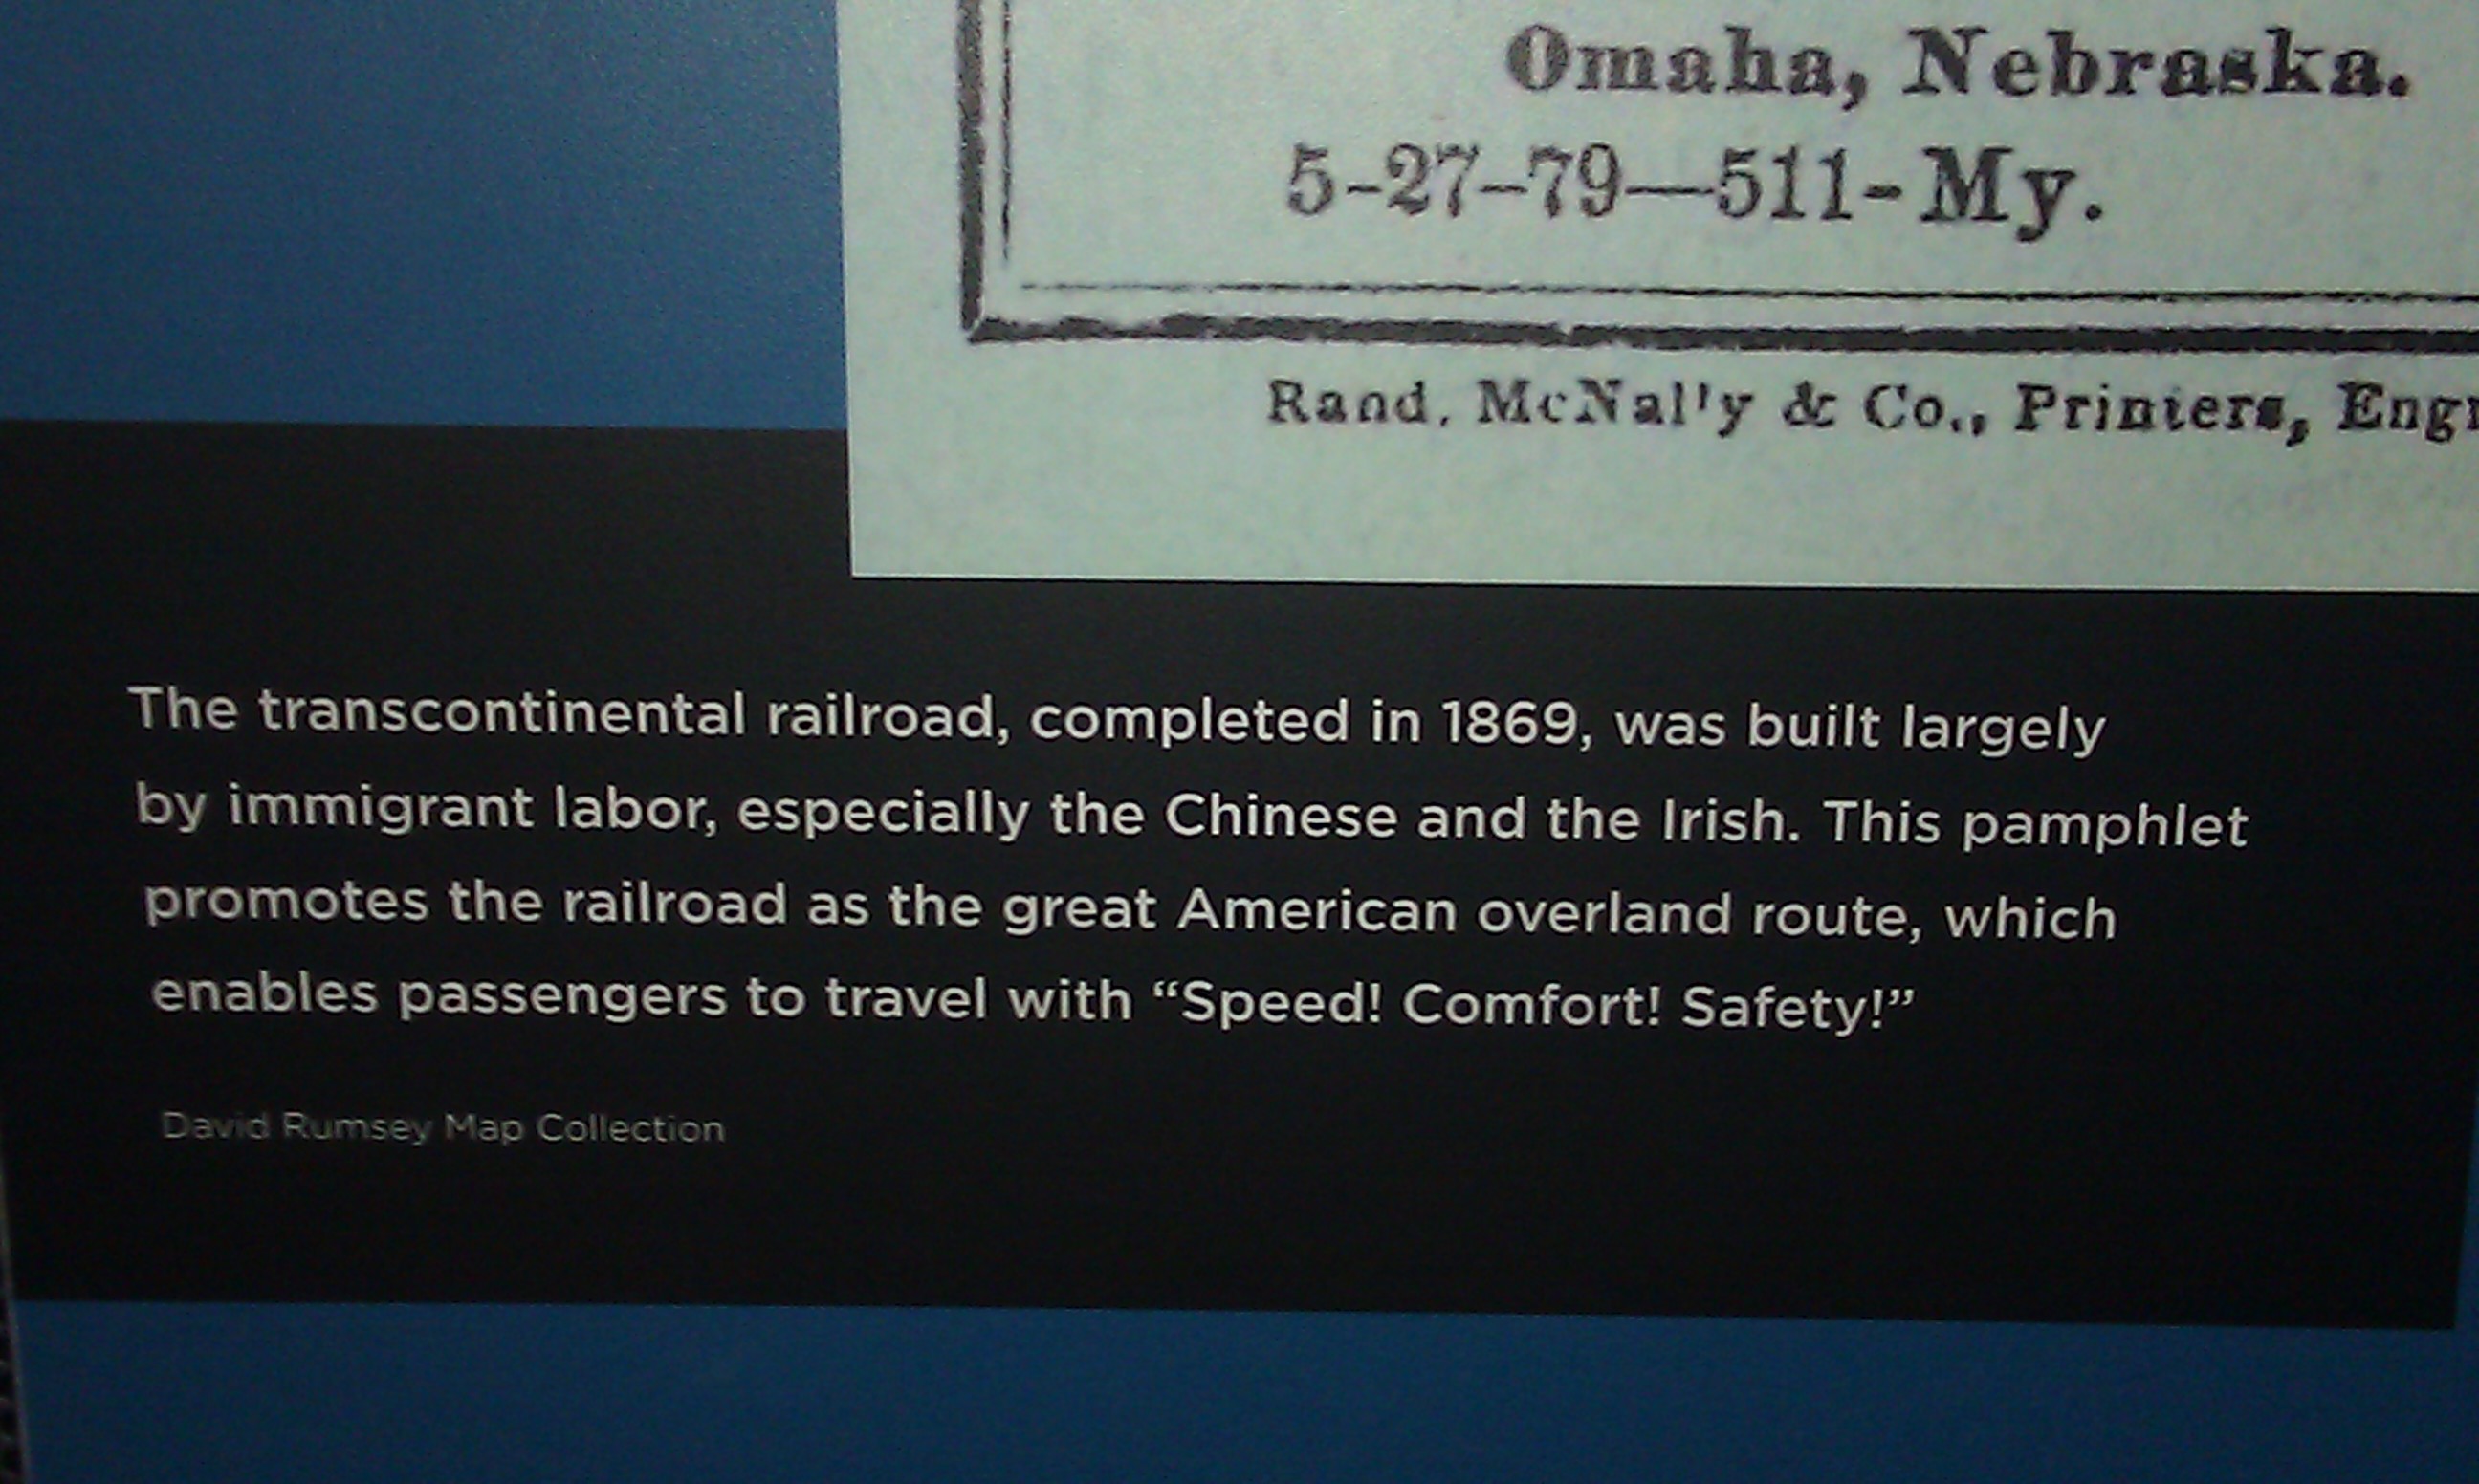 Omaha, Nebraska.
5-27-79—511-My.
Rand, McNally & Co., Printers, Engr
The transcontinental railroad, completed in 1869, was built largely
by immigrant labor, especially the Chinese and the Irish. This pamphlet
promotes the railroad as the great American overland route, which
enables passengers to travel with “Speed! Comfort! Safety!”
David Rumsey Map Collection